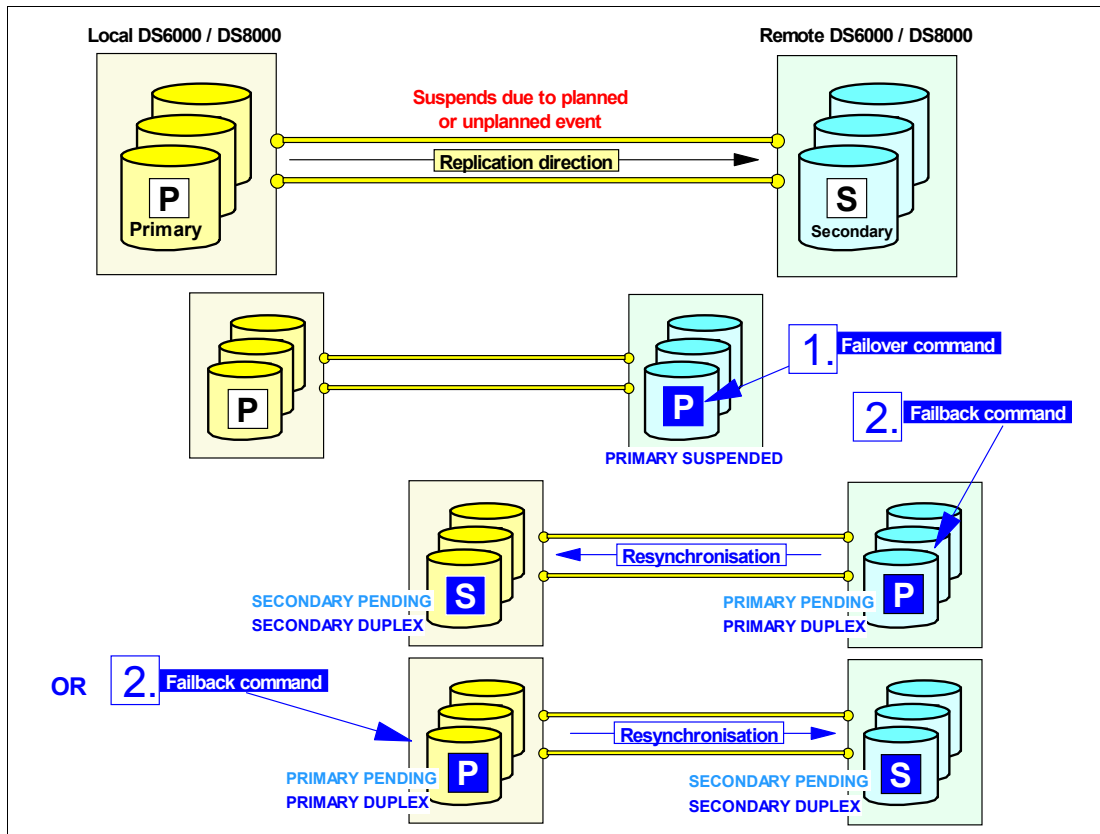 Local DS6000 / DS8000
Remote DS6000 / DS8000
Suspends due to planned
or unplanned event
Replication direction
P
Primary
S
Secondary
1.
Failover command
P
P
PRIMARY SUSPENDED
2.
Failback command
Resynchronisation
S
P
SECONDARY PENDING
SECONDARY DUPLEX
PRIMARY PENDING
PRIMARY DUPLEX
OR
2.
Failback command
Resynchronisation
P
S
PRIMARY PENDING
PRIMARY DUPLEX
SECONDARY PENDING
SECONDARY DUPLEX